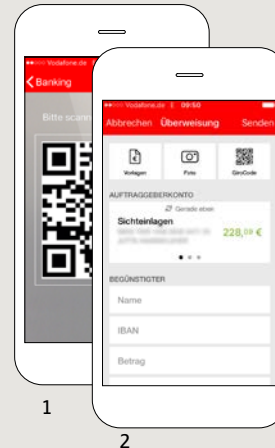 Vodafone.de
Banking
Bitte scann
Vodafone.de 09:50
Abbrechen Überweisung Senden
Vorlagen Foto GiroCode
AUFTRAGGEBERKONTO
Gerade eben
Sichteinlagen
228,09 €
BEGÜNSTIGTER
Name
IBAN
Betrag
1
2